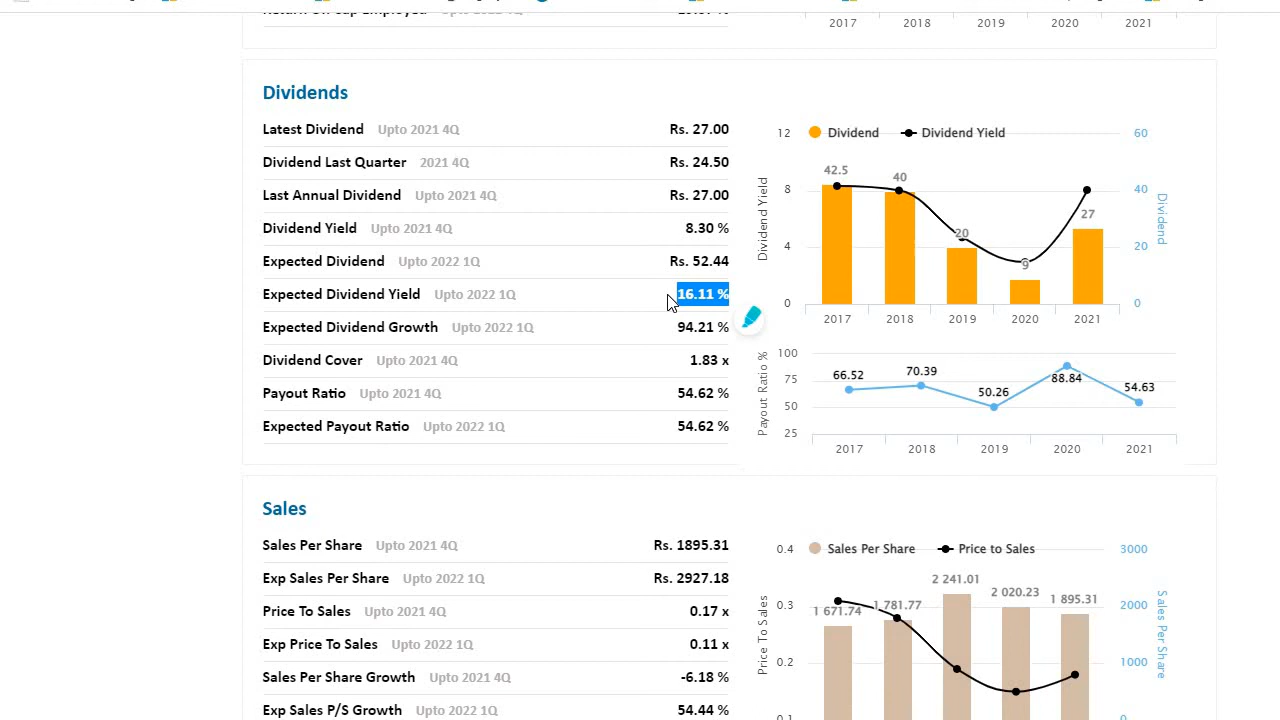 2017 2018 2019 2020 2021
Dividends
Latest Dividend Upto 2021 4Q Rs. 27.00
Dividend Last Quarter 2021 4Q Rs. 24.50
Last Annual Dividend Upto 2021 4Q Rs. 27.00
Dividend Yield Upto 2021 4Q 8.30 %
Expected Dividend Upto 2022 1Q Rs. 52.44
Expected Dividend Yield Upto 2022 1Q 16.11 %
Expected Dividend Growth Upto 2022 1Q 94.21 %
Dividend Cover Upto 2021 4Q 1.83 x
Payout Ratio Upto 2021 4Q 54.62 %
Expected Payout Ratio Upto 2022 1Q 54.62 %
12 Dividend Dividend Yield 60
42.5 40
8 40
27
20
4 20
9
0 0
Dividend Yield
Dividend
2017 2018 2019 2020 2021
100
75
50
25
Payout Ratio %
66.52 70.39 50.26 88.84 54.63
2017 2018 2019 2020 2021
Sales
Sales Per Share Upto 2021 4Q Rs. 1895.31
Exp Sales Per Share Upto 2022 1Q Rs. 2927.18
Price To Sales Upto 2021 4Q 0.17 x
Exp Price To Sales Upto 2022 1Q 0.11 x
Sales Per Share Growth Upto 2021 4Q -6.18 %
Exp Sales P/S Growth Upto 2022 1Q 54.44 %
0.4 Sales Per Share Price to Sales 3000
1 671.74 1 781.77 2 241.01 2 020.23 1 895.31
0.3 2000
0.2 1000
Price To Sales
Sales Per Share